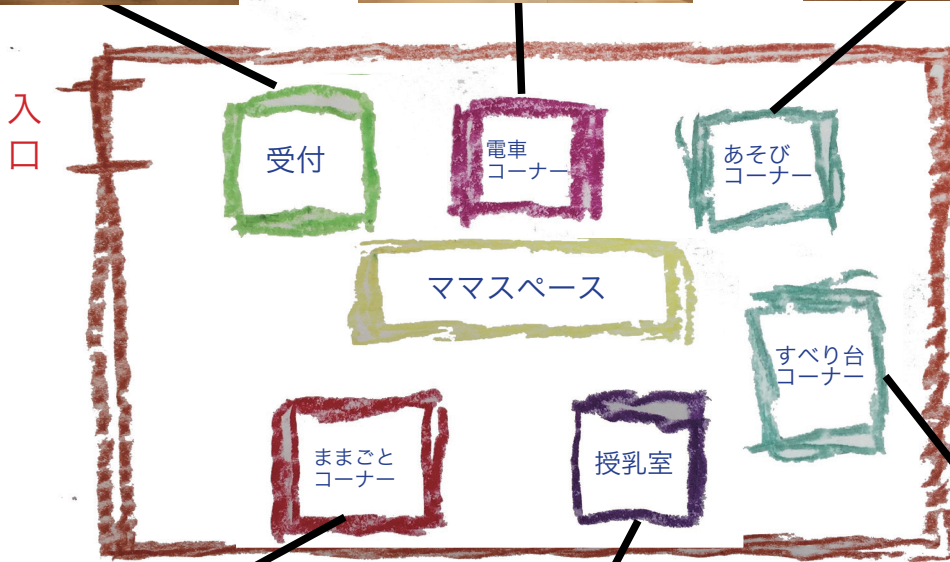 入
口
受付
電車
コーナー
あそび
コーナー
ママスペース
すべり台
コーナー
ままごと
コーナー
授乳室